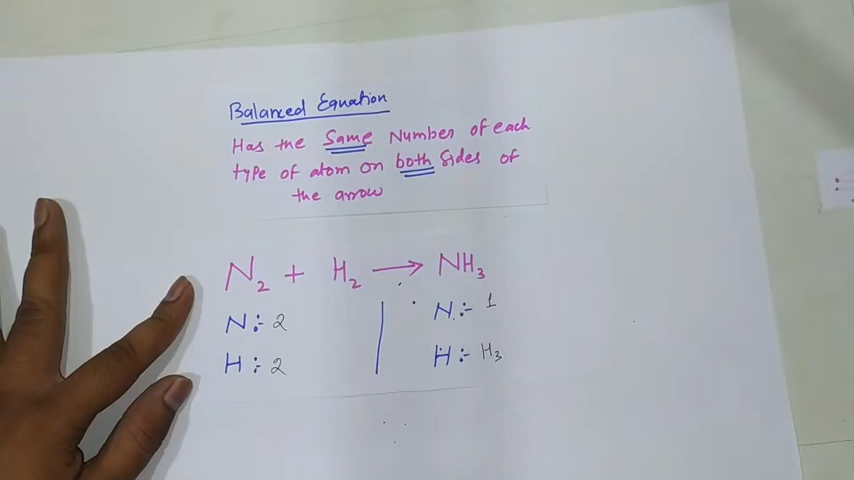 Balanced Equation
Has the Same Number of each
type of atom on both Sides of
the arrow
N₂ + H₂ → NH₃
N :- 2 N :- 1
H :- 2 H :- H₃